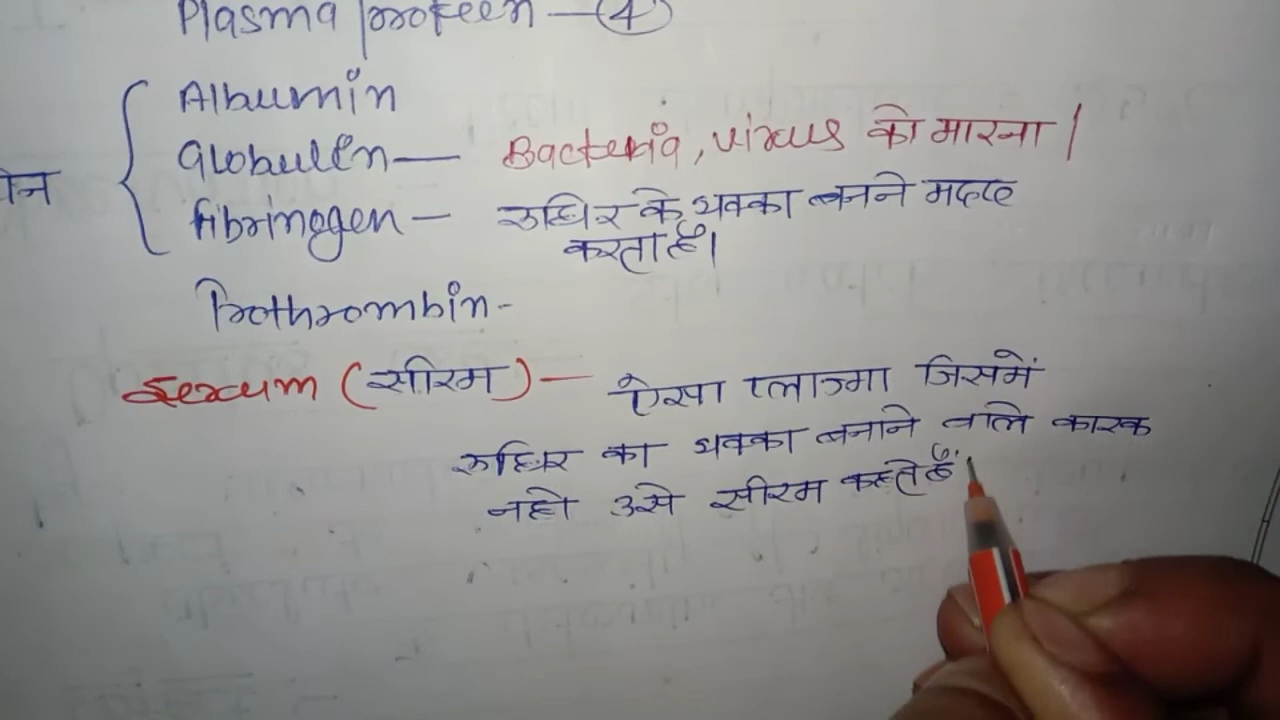 Plasma protein — (4)
Albumin
Globulin — Bacteria, virus को मारना |
fibrinogen — रुधिर के थक्का बनने मदद
करता है।
Prothrombin -
Serum (सीरम) — ऐसा प्लाज्मा जिसमें
रुधिर का थक्का बनाने वाले कारक
नहो उसे सीरम कहते हैं